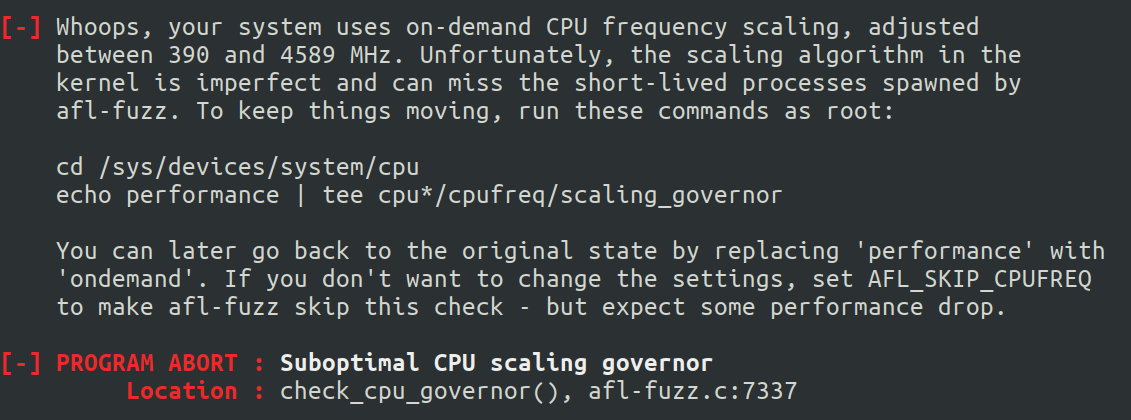 [-] Whoops, your system uses on-demand CPU frequency scaling, adjusted
between 390 and 4589 MHz. Unfortunately, the scaling algorithm in the
kernel is imperfect and can miss the short-lived processes spawned by
afl-fuzz. To keep things moving, run these commands as root:
cd /sys/devices/system/cpu
echo performance | tee cpu*/cpufreq/scaling_governor
You can later go back to the original state by replacing 'performance' with
'ondemand'. If you don't want to change the settings, set AFL_SKIP_CPUFREQ
to make afl-fuzz skip this check - but expect some performance drop.
[-] PROGRAM ABORT : Suboptimal CPU scaling governor
Location : check_cpu_governor(), afl-fuzz.c:7337